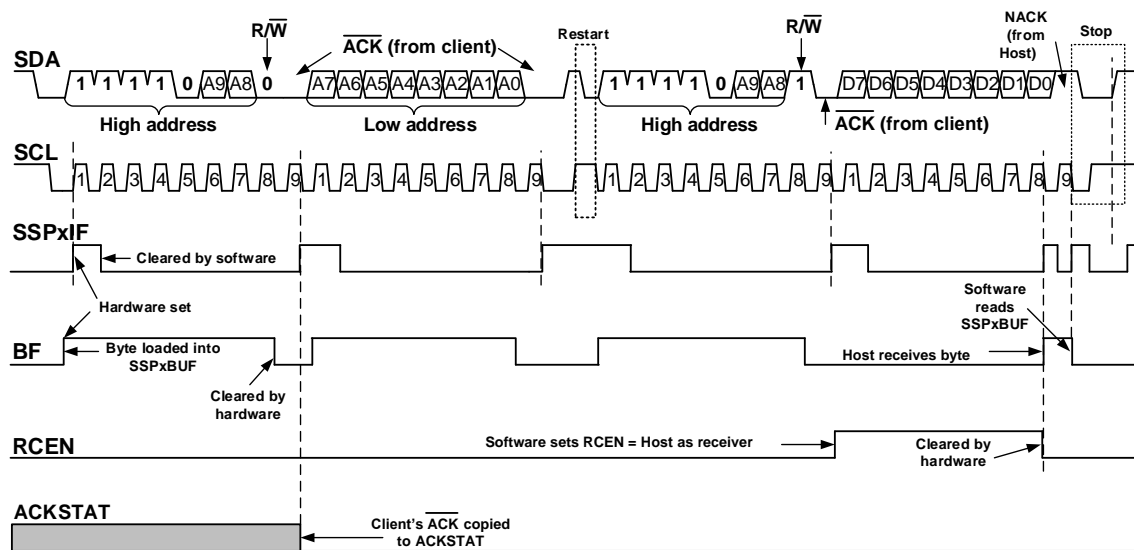 R/W̅
R/W̅
NACK
(from
Host)
Restart
Stop
A̅C̅K̅ (from client)
SDA
1 1 1 1 0 A9 A8 0
A7 A6 A5 A4 A3 A2 A1 A0
1 1 1 1 0 A9 A8 1
D7 D6 D5 D4 D3 D2 D1 D0
High address
Low address
High address
A̅C̅K̅ (from client)
SCL
1 2 3 4 5 6 7 8 9 1 2 3 4 5 6 7 8 9 1 2 3 4 5 6 7 8 9 1 2 3 4 5 6 7 8 9
SSPxIF
Cleared by software
Hardware set
Software
reads
SSPxBUF
BF
Byte loaded into
SSPxBUF
Host receives byte
Cleared by
hardware
RCEN
Software sets RCEN = Host as receiver
Cleared by
hardware
ACKSTAT
Client's A̅C̅K̅ copied
to ACKSTAT